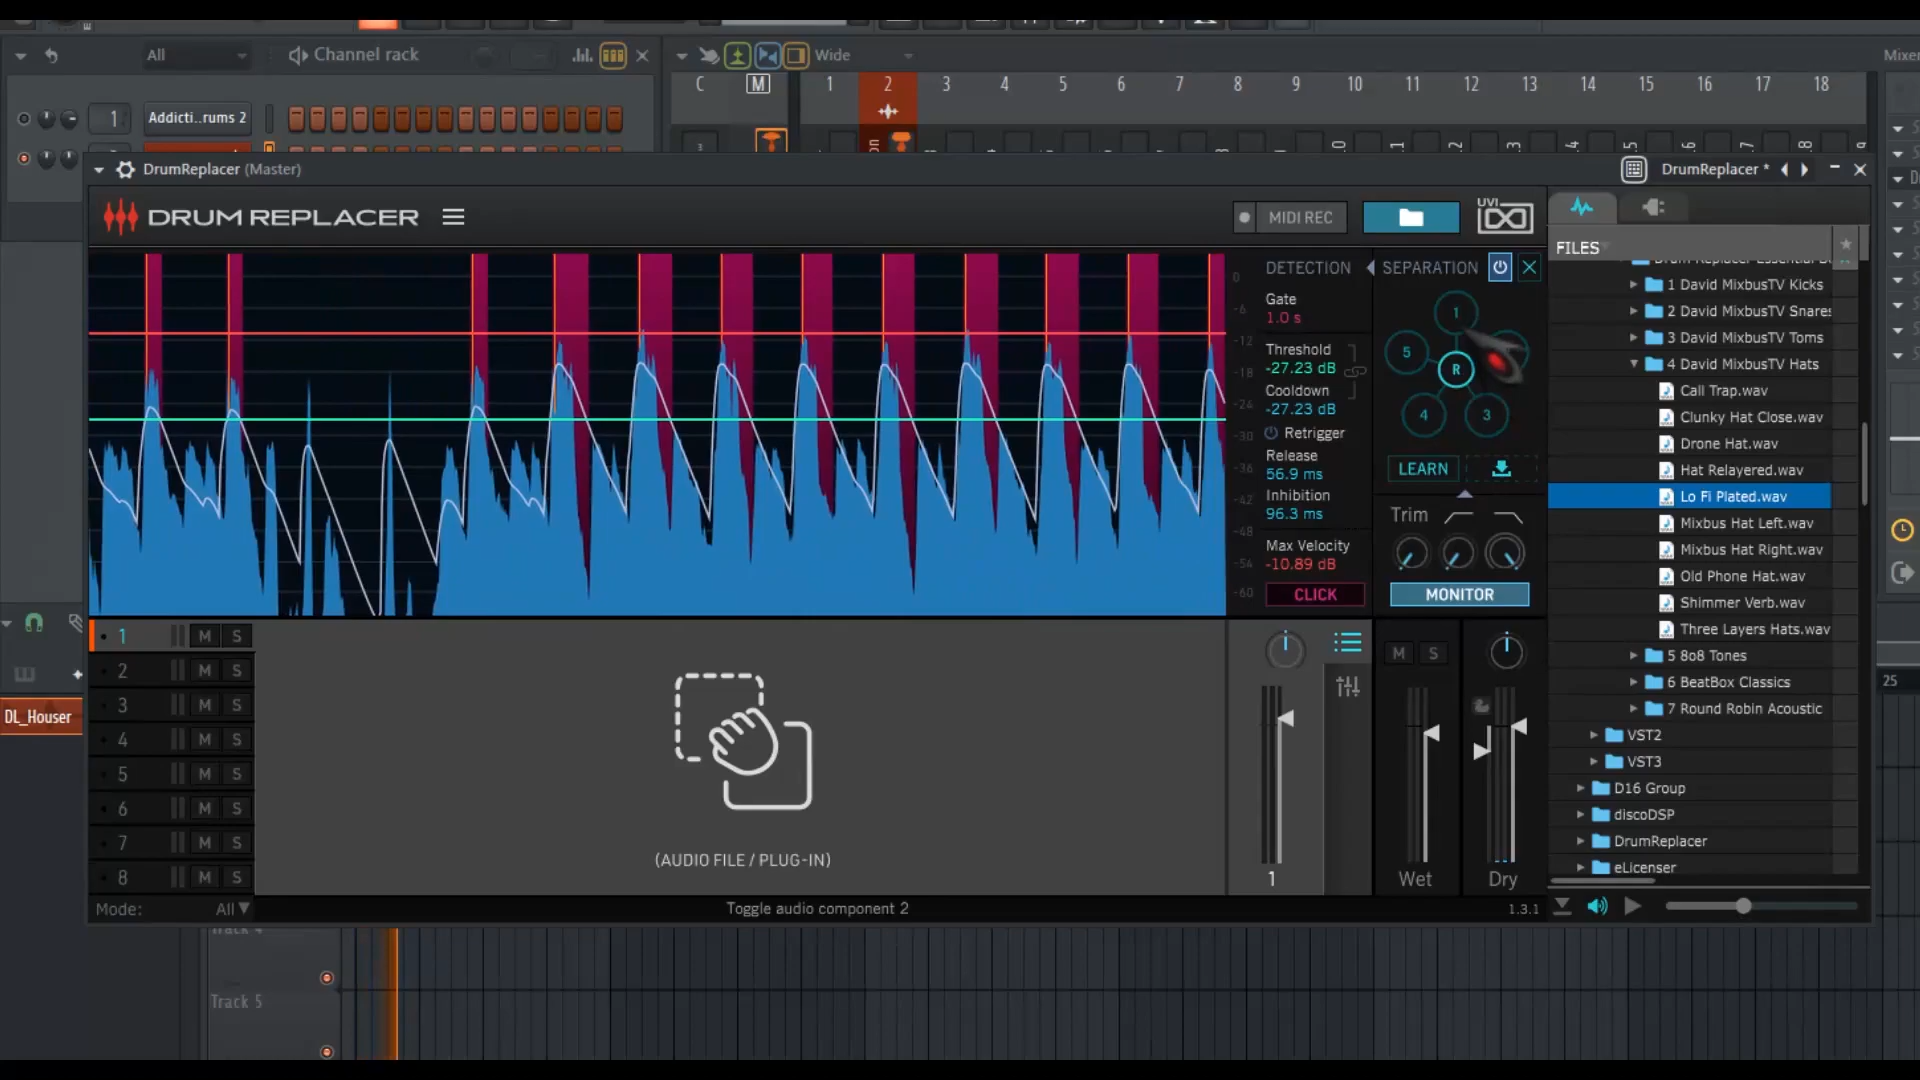 All
Channel rack
Wide
Mixer
C M 1 2 3 4 5 6 7 8 9 10 11 12 13 14 15 16 17 18
1 Addicti..rums 2
DrumReplacer (Master)
DrumReplacer *
DRUM REPLACER
MIDI REC
UVI
FILES
DETECTION
SEPARATION
Gate
1.0 s
Threshold
-27.23 dB
Cooldown
-27.23 dB
Retrigger
Release
56.9 ms
Inhibition
96.3 ms
Max Velocity
-10.89 dB
CLICK
0
-6
-12
-18
-24
-30
-36
-42
-48
-54
-60
1
5
R
4
3
LEARN
Trim
MONITOR
1 David MixbusTV Kicks
2 David MixbusTV Snares
3 David MixbusTV Toms
4 David MixbusTV Hats
Call Trap.wav
Clunky Hat Close.wav
Drone Hat.wav
Hat Relayered.wav
Lo Fi Plated.wav
Mixbus Hat Left.wav
Mixbus Hat Right.wav
Old Phone Hat.wav
Shimmer Verb.wav
Three Layers Hats.wav
5 8o8 Tones
6 BeatBox Classics
7 Round Robin Acoustic
VST2
VST3
D16 Group
discoDSP
DrumReplacer
eLicenser
1 M S
2 M S
3 M S
4 M S
5 M S
6 M S
7 M S
8 M S
(AUDIO FILE / PLUG-IN)
1
M S
Wet
Dry
Mode: All
Toggle audio component 2
1.3.1
DL_Houser
25
Track 4
Track 5